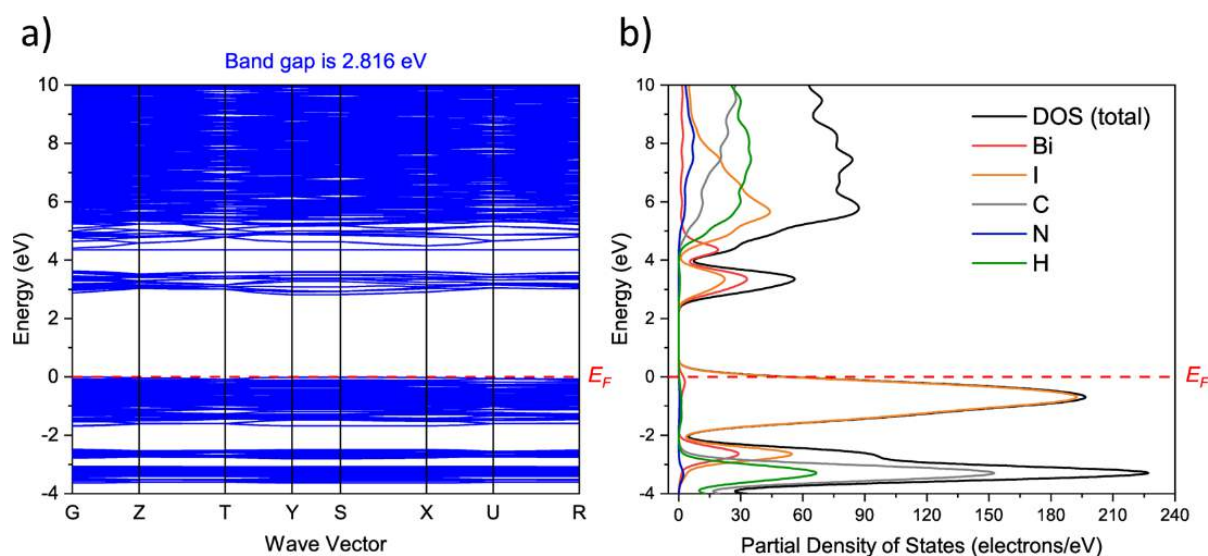 a)
Band gap is 2.816 eV
Energy (eV)
10
8
6
4
2
0
-2
-4
E_F
G Z T Y S X U R
Wave Vector
b)
Energy (eV)
10
8
6
4
2
0
-2
-4
DOS (total)
Bi
I
C
N
H
E_F
0 30 60 90 120 150 180 210 240
Partial Density of States (electrons/eV)